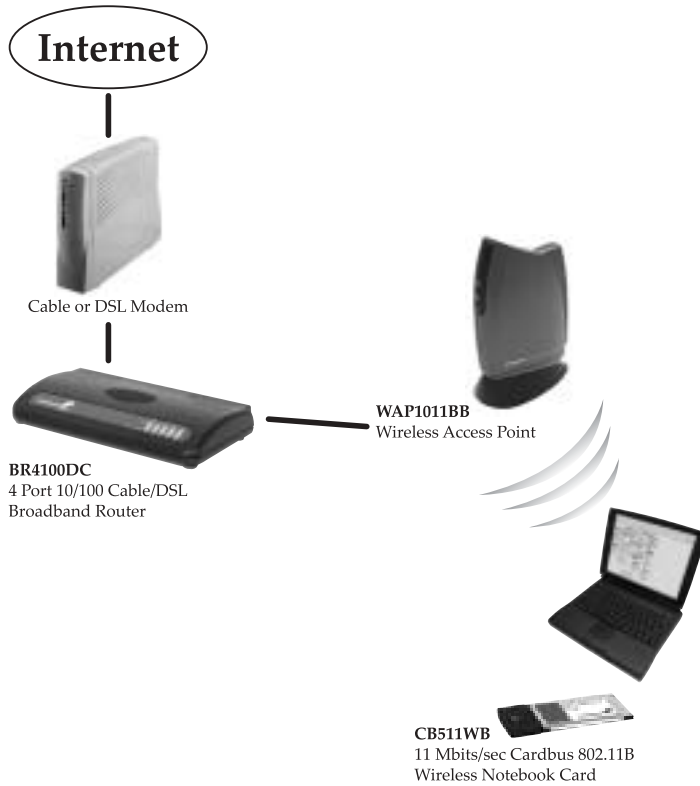 Internet
Cable or DSL Modem
BR4100DC
4 Port 10/100 Cable/DSL
Broadband Router
WAP1011BB
Wireless Access Point
CB511WB
11 Mbits/sec Cardbus 802.11B
Wireless Notebook Card